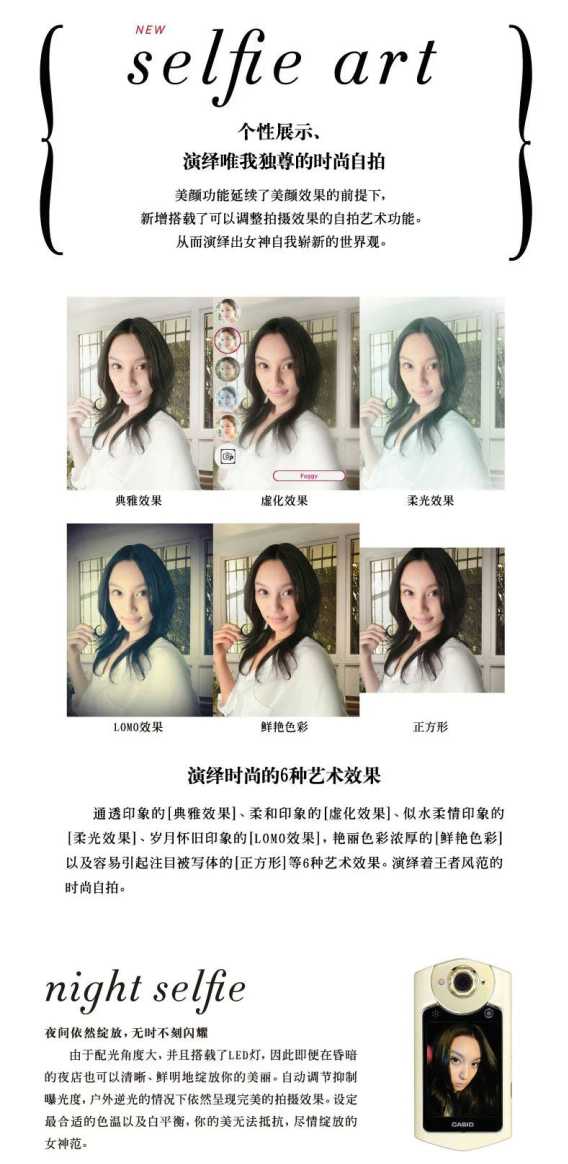 NEW
selfie art
个性展示、
演绎唯我独尊的时尚自拍
美颜功能延续了美颜效果的前提下，
新增搭载了可以调整拍摄效果的自拍艺术功能。
从而演绎出女神自我崭新的世界观。
Foggy
典雅效果
虚化效果
柔光效果
LOMO效果
鲜艳色彩
正方形
演绎时尚的6种艺术效果
通透印象的[典雅效果]、柔和印象的[虚化效果]、似水柔情印象的
[柔光效果]、岁月怀旧印象的[LOMO效果]，艳丽色彩浓厚的[鲜艳色彩]
以及容易引起注目被写体的[正方形]等6种艺术效果。演绎着王者风范的
时尚自拍。
night selfie
夜间依然绽放，无时不刻闪耀
由于配光角度大，并且搭载了LED灯，因此即便在昏暗
的夜店也可以清晰、鲜明地绽放你的美丽。自动调节抑制
曝光度，户外逆光的情况下依然呈现完美的拍摄效果。设定
最合适的色温以及白平衡，你的美无法抵抗，尽情绽放的
女神范。
CASIO